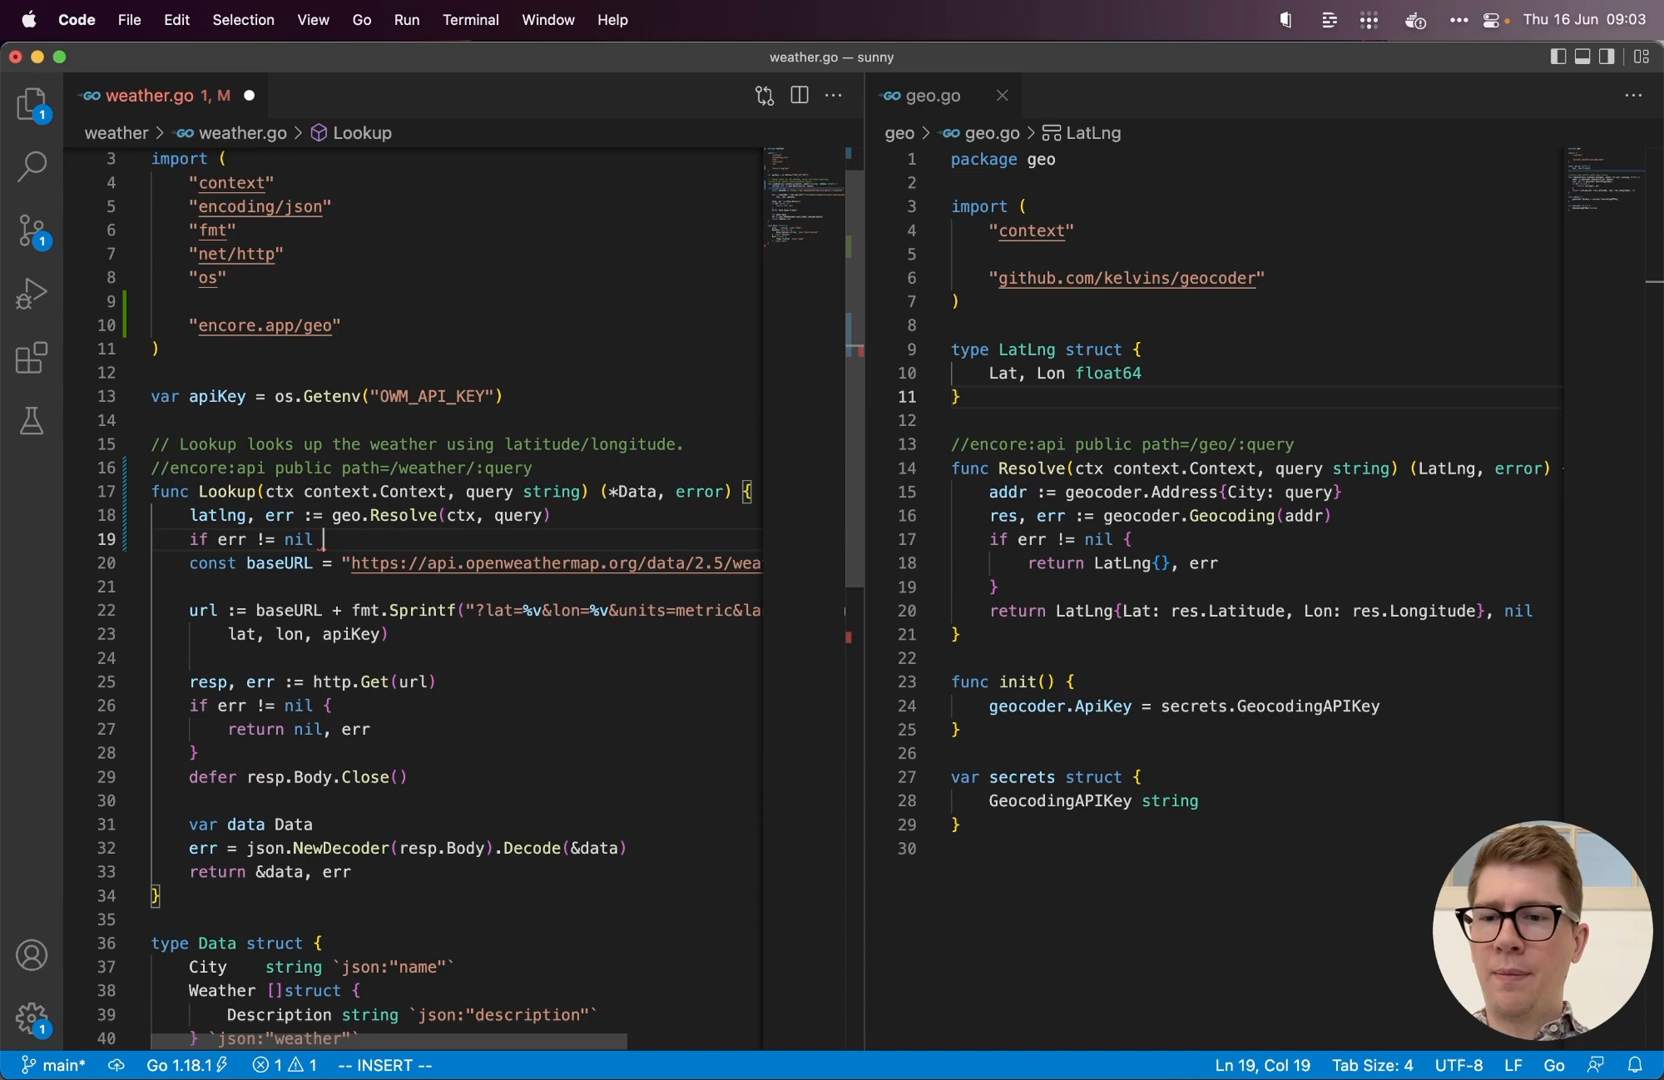 Code File Edit Selection View Go Run Terminal Window Help Thu 16 Jun 09:03
weather.go — sunny
weather.go 1, M
weather > weather.go > Lookup
3 import (
4 "context"
5 "encoding/json"
6 "fmt"
7 "net/http"
8 "os"
9
10 "encore.app/geo"
11 )
12
13 var apiKey = os.Getenv("OWM_API_KEY")
14
15 // Lookup looks up the weather using latitude/longitude.
16 //encore:api public path=/weather/:query
17 func Lookup(ctx context.Context, query string) (*Data, error) {
18 latlng, err := geo.Resolve(ctx, query)
19 if err != nil
20 const baseURL = "https://api.openweathermap.org/data/2.5/wea
21
22 url := baseURL + fmt.Sprintf("?lat=%v&lon=%v&units=metric&la
23 lat, lon, apiKey)
24
25 resp, err := http.Get(url)
26 if err != nil {
27 return nil, err
28 }
29 defer resp.Body.Close()
30
31 var data Data
32 err = json.NewDecoder(resp.Body).Decode(&data)
33 return &data, err
34 }
35
36 type Data struct {
37 City string `json:"name"`
38 Weather []struct {
39 Description string `json:"description"`
40 } `json:"weather"`
geo.go
geo > geo.go > LatLng
1 package geo
2
3 import (
4 "context"
5
6 "github.com/kelvins/geocoder"
7 )
8
9 type LatLng struct {
10 Lat, Lon float64
11 }
12
13 //encore:api public path=/geo/:query
14 func Resolve(ctx context.Context, query string) (LatLng, error)
15 addr := geocoder.Address{City: query}
16 res, err := geocoder.Geocoding(addr)
17 if err != nil {
18 return LatLng{}, err
19 }
20 return LatLng{Lat: res.Latitude, Lon: res.Longitude}, nil
21 }
22
23 func init() {
24 geocoder.ApiKey = secrets.GeocodingAPIKey
25 }
26
27 var secrets struct {
28 GeocodingAPIKey string
29 }
30
1
1
1
main* Go 1.18.1 1 1 -- INSERT -- Ln 19, Col 19 Tab Size: 4 UTF-8 LF Go